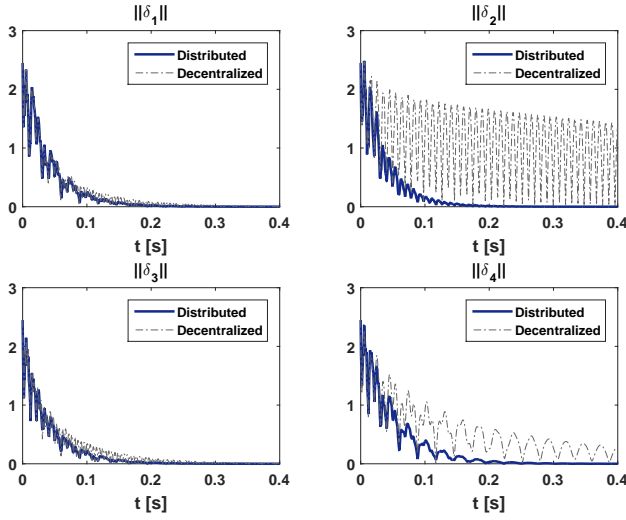 ||δ1||
3
2
1
0
Distributed
Decentralized
0 0.1 0.2 0.3 0.4
t [s]
||δ2||
3
2
1
0
Distributed
Decentralized
0 0.1 0.2 0.3 0.4
t [s]
||δ3||
3
2
1
0
Distributed
Decentralized
0 0.1 0.2 0.3 0.4
t [s]
||δ4||
3
2
1
0
Distributed
Decentralized
0 0.1 0.2 0.3 0.4
t [s]